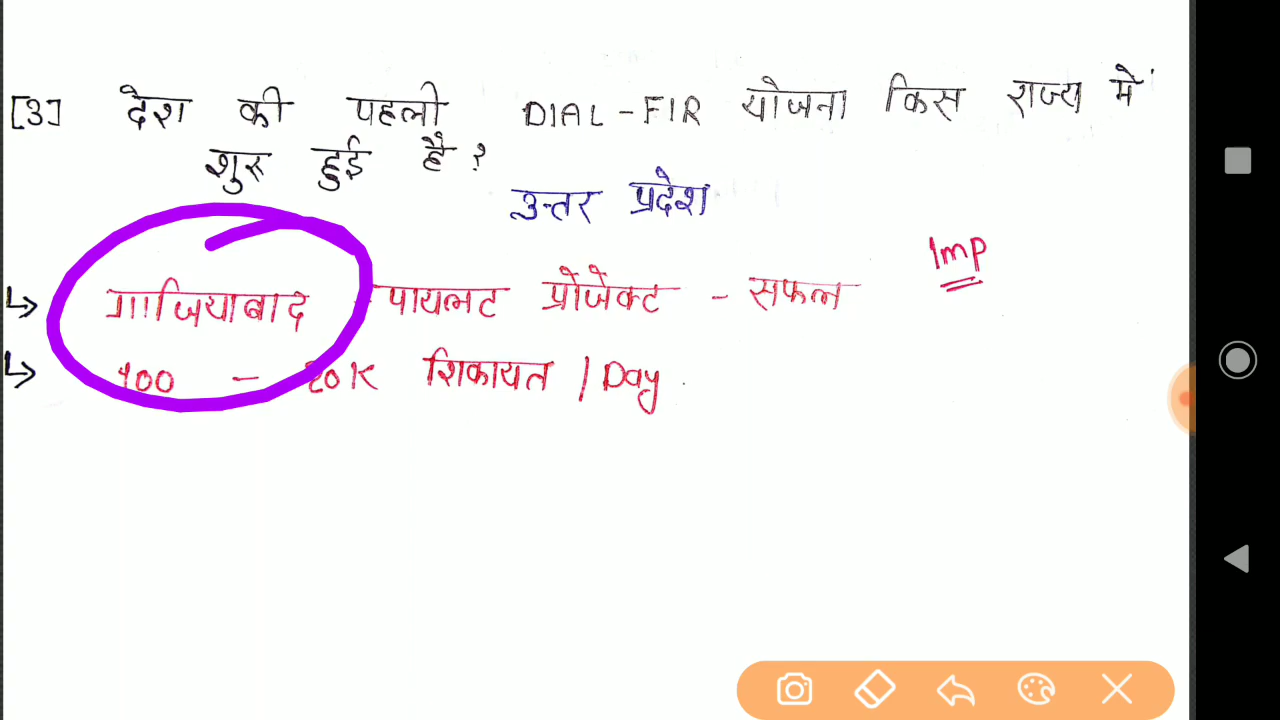 [3] देश की पहली DIAL-FIR योजना किस राज्य में
शुरू हुई है?
उत्तर प्रदेश
Imp
↳ गाजियाबाद - पायलट प्रोजेक्ट - सफल
↳ 100 - 20K शिकायत / Day.